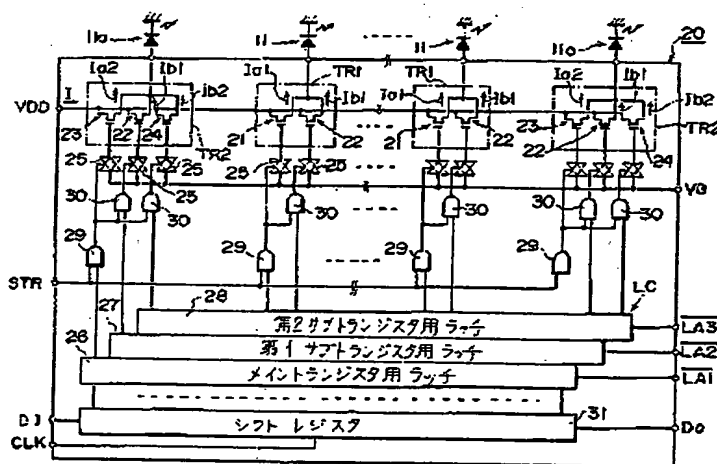 11a 11 11 11a 20
Ia2 Ib1 Ib2 Ia1 TR1 Ib1 TR1 Ia1 Ib1 Ia2 Ib1 Ib2
VDD I
23 22 24 TR2 21 22 21 22 23 22 24 TR2
25 25 25 25 25
VG
30 30 30 30 30 30
29 29 29 29
STR
28 LC
第2サブトランジスタ用ラッチ LA3
27
第1サブトランジスタ用ラッチ LA2
26
メイントランジスタ用ラッチ LA1
DI シフトレジスタ 31 DO
CLK